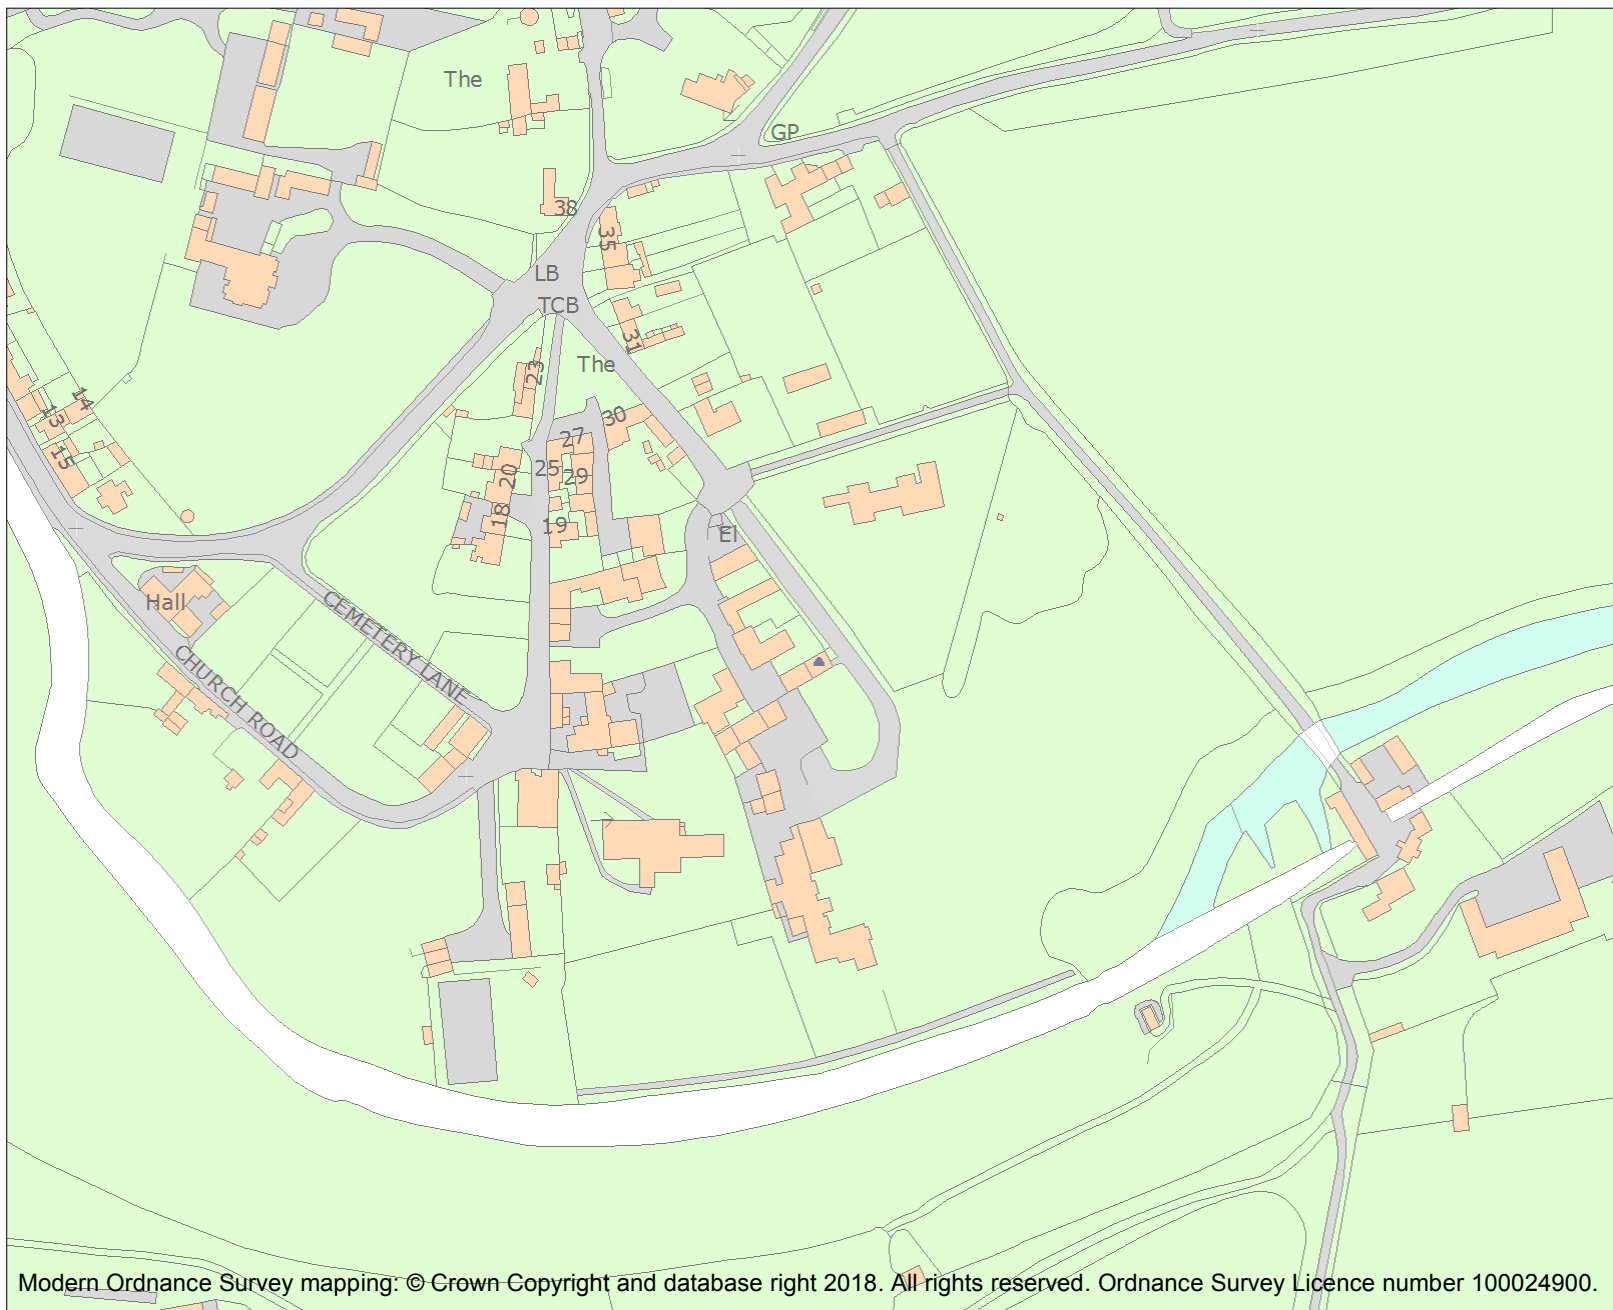 The
GP
38
35
LB
TCB
31
The
23
14
13
15
30
27
25
29
20
18
19
El
Hall
CEMETERY LANE
CHURCH ROAD
Modern Ordnance Survey mapping: © Crown Copyright and database right 2018. All rights reserved. Ordnance Survey Licence number 100024900.